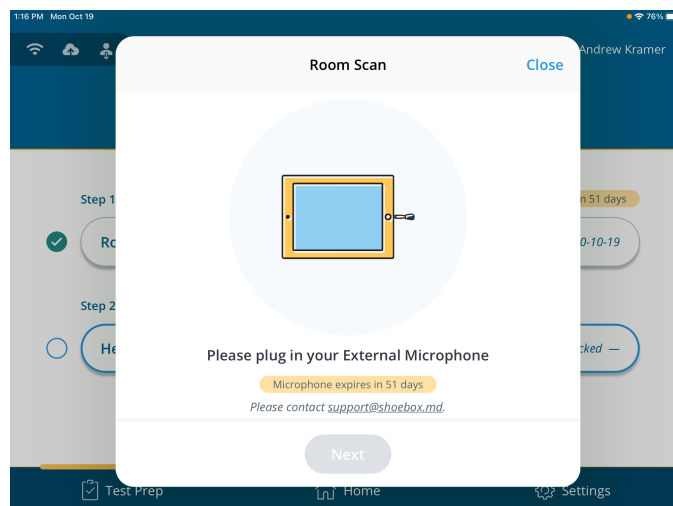 1:16 PM Mon Oct 19
76%
Andrew Kramer
Room Scan
Close
Step 1
n 51 days
Ro
0-10-19
Step 2
He
cked —
Please plug in your External Microphone
Microphone expires in 51 days
Please contact support@shoebox.md.
Next
Test Prep
Home
Settings